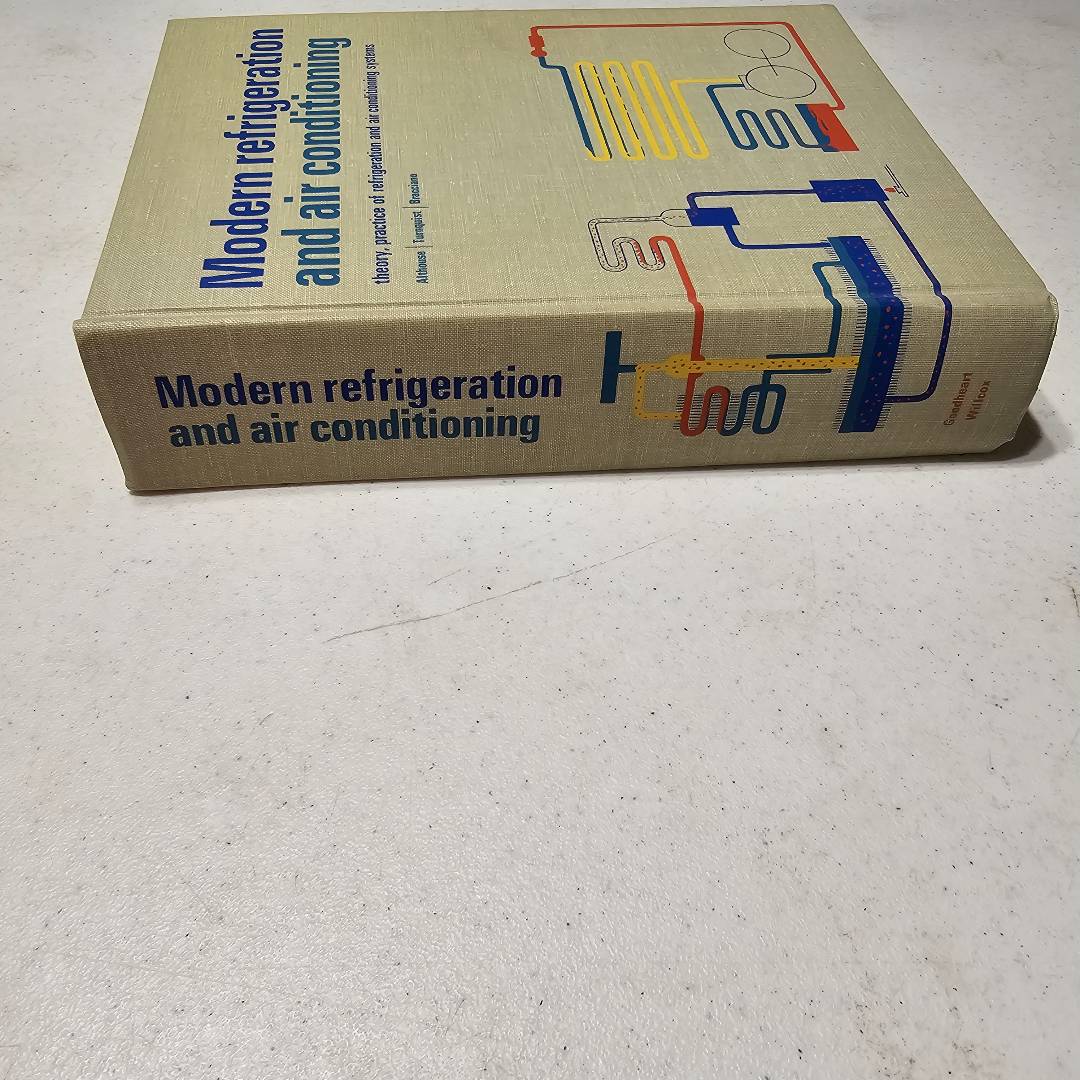 Modern refrigeration
and air conditioning
theory, practice of refrigeration and air conditioning systems
Althouse | Turnquist | Bracciano
Modern refrigeration
and air conditioning
Goodheart
Willcox